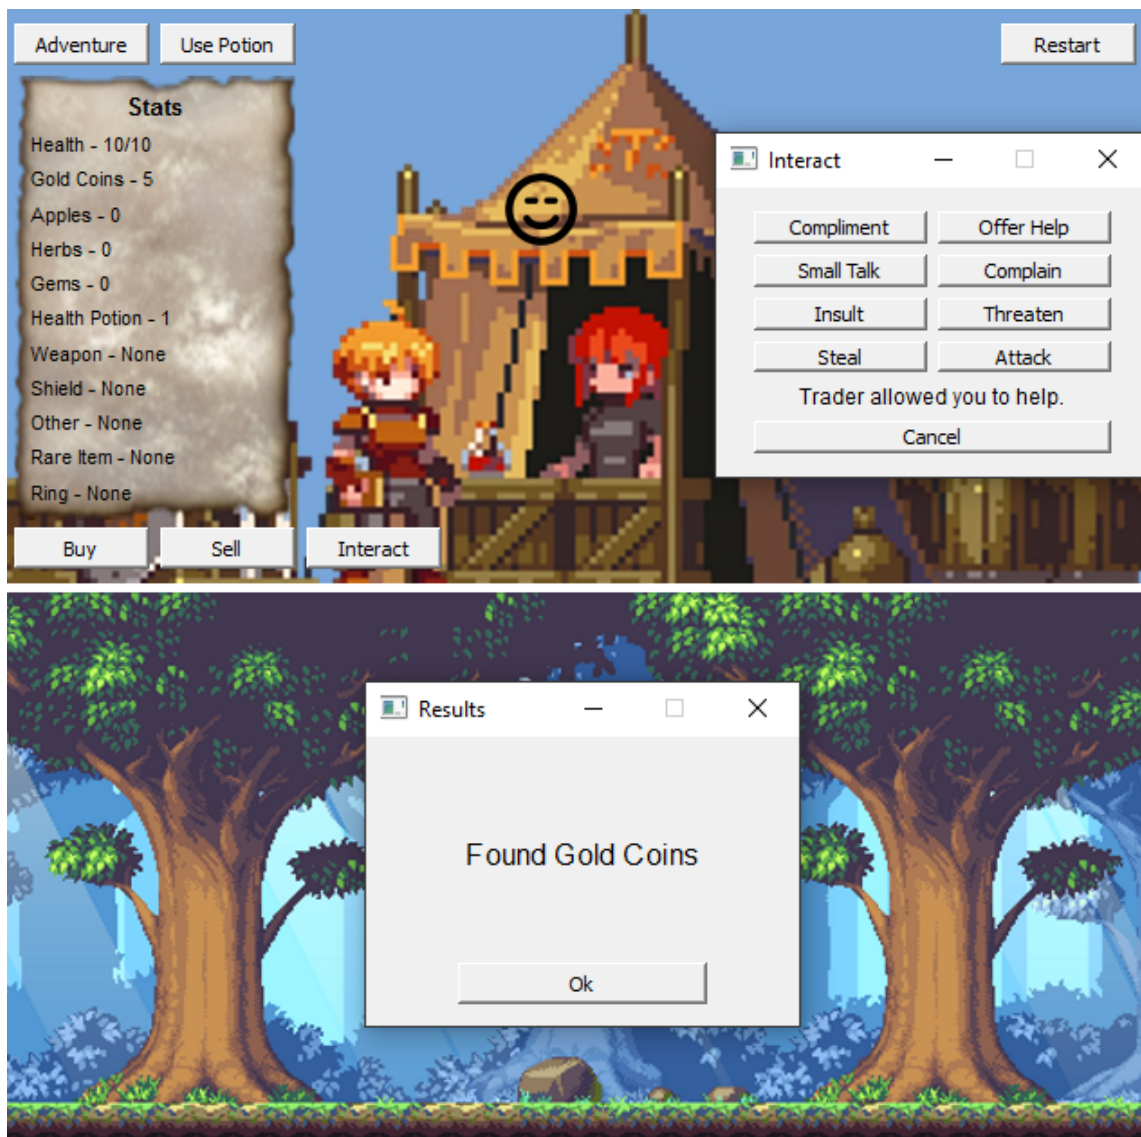 Adventure
Use Potion
Restart
Stats
Health - 10/10
Gold Coins - 5
Apples - 0
Herbs - 0
Gems - 0
Health Potion - 1
Weapon - None
Shield - None
Other - None
Rare Item - None
Ring - None
Buy
Sell
Interact
Interact
Compliment
Offer Help
Small Talk
Complain
Insult
Threaten
Steal
Attack
Trader allowed you to help.
Cancel
Results
Found Gold Coins
Ok